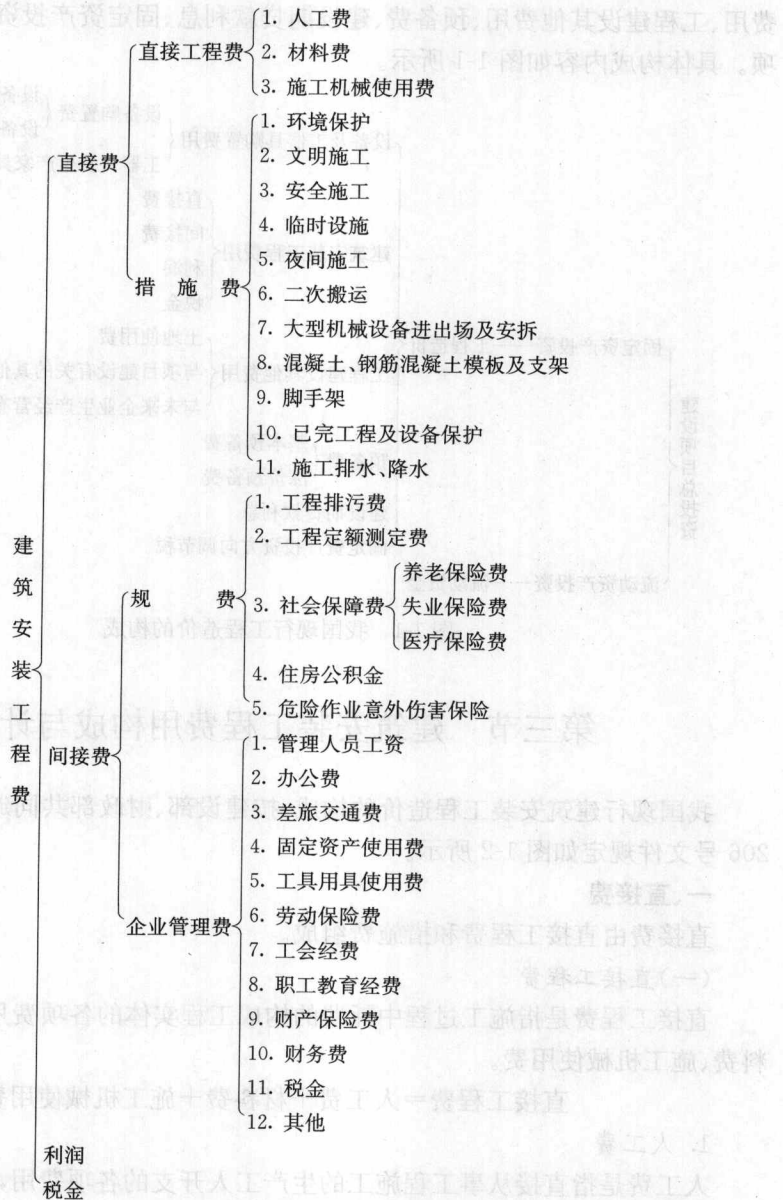 建筑安装工程费
直接费
直接工程费
1. 人工费
2. 材料费
3. 施工机械使用费
措施费
1. 环境保护
2. 文明施工
3. 安全施工
4. 临时设施
5. 夜间施工
6. 二次搬运
7. 大型机械设备进出场及安拆
8. 混凝土、钢筋混凝土模板及支架
9. 脚手架
10. 已完工程及设备保护
11. 施工排水、降水
间接费
规费
1. 工程排污费
2. 工程定额测定费
3. 社会保障费
养老保险费
失业保险费
医疗保险费
4. 住房公积金
5. 危险作业意外伤害保险
企业管理费
1. 管理人员工资
2. 办公费
3. 差旅交通费
4. 固定资产使用费
5. 工具用具使用费
6. 劳动保险费
7. 工会经费
8. 职工教育经费
9. 财产保险费
10. 财务费
11. 税金
12. 其他
利润
税金